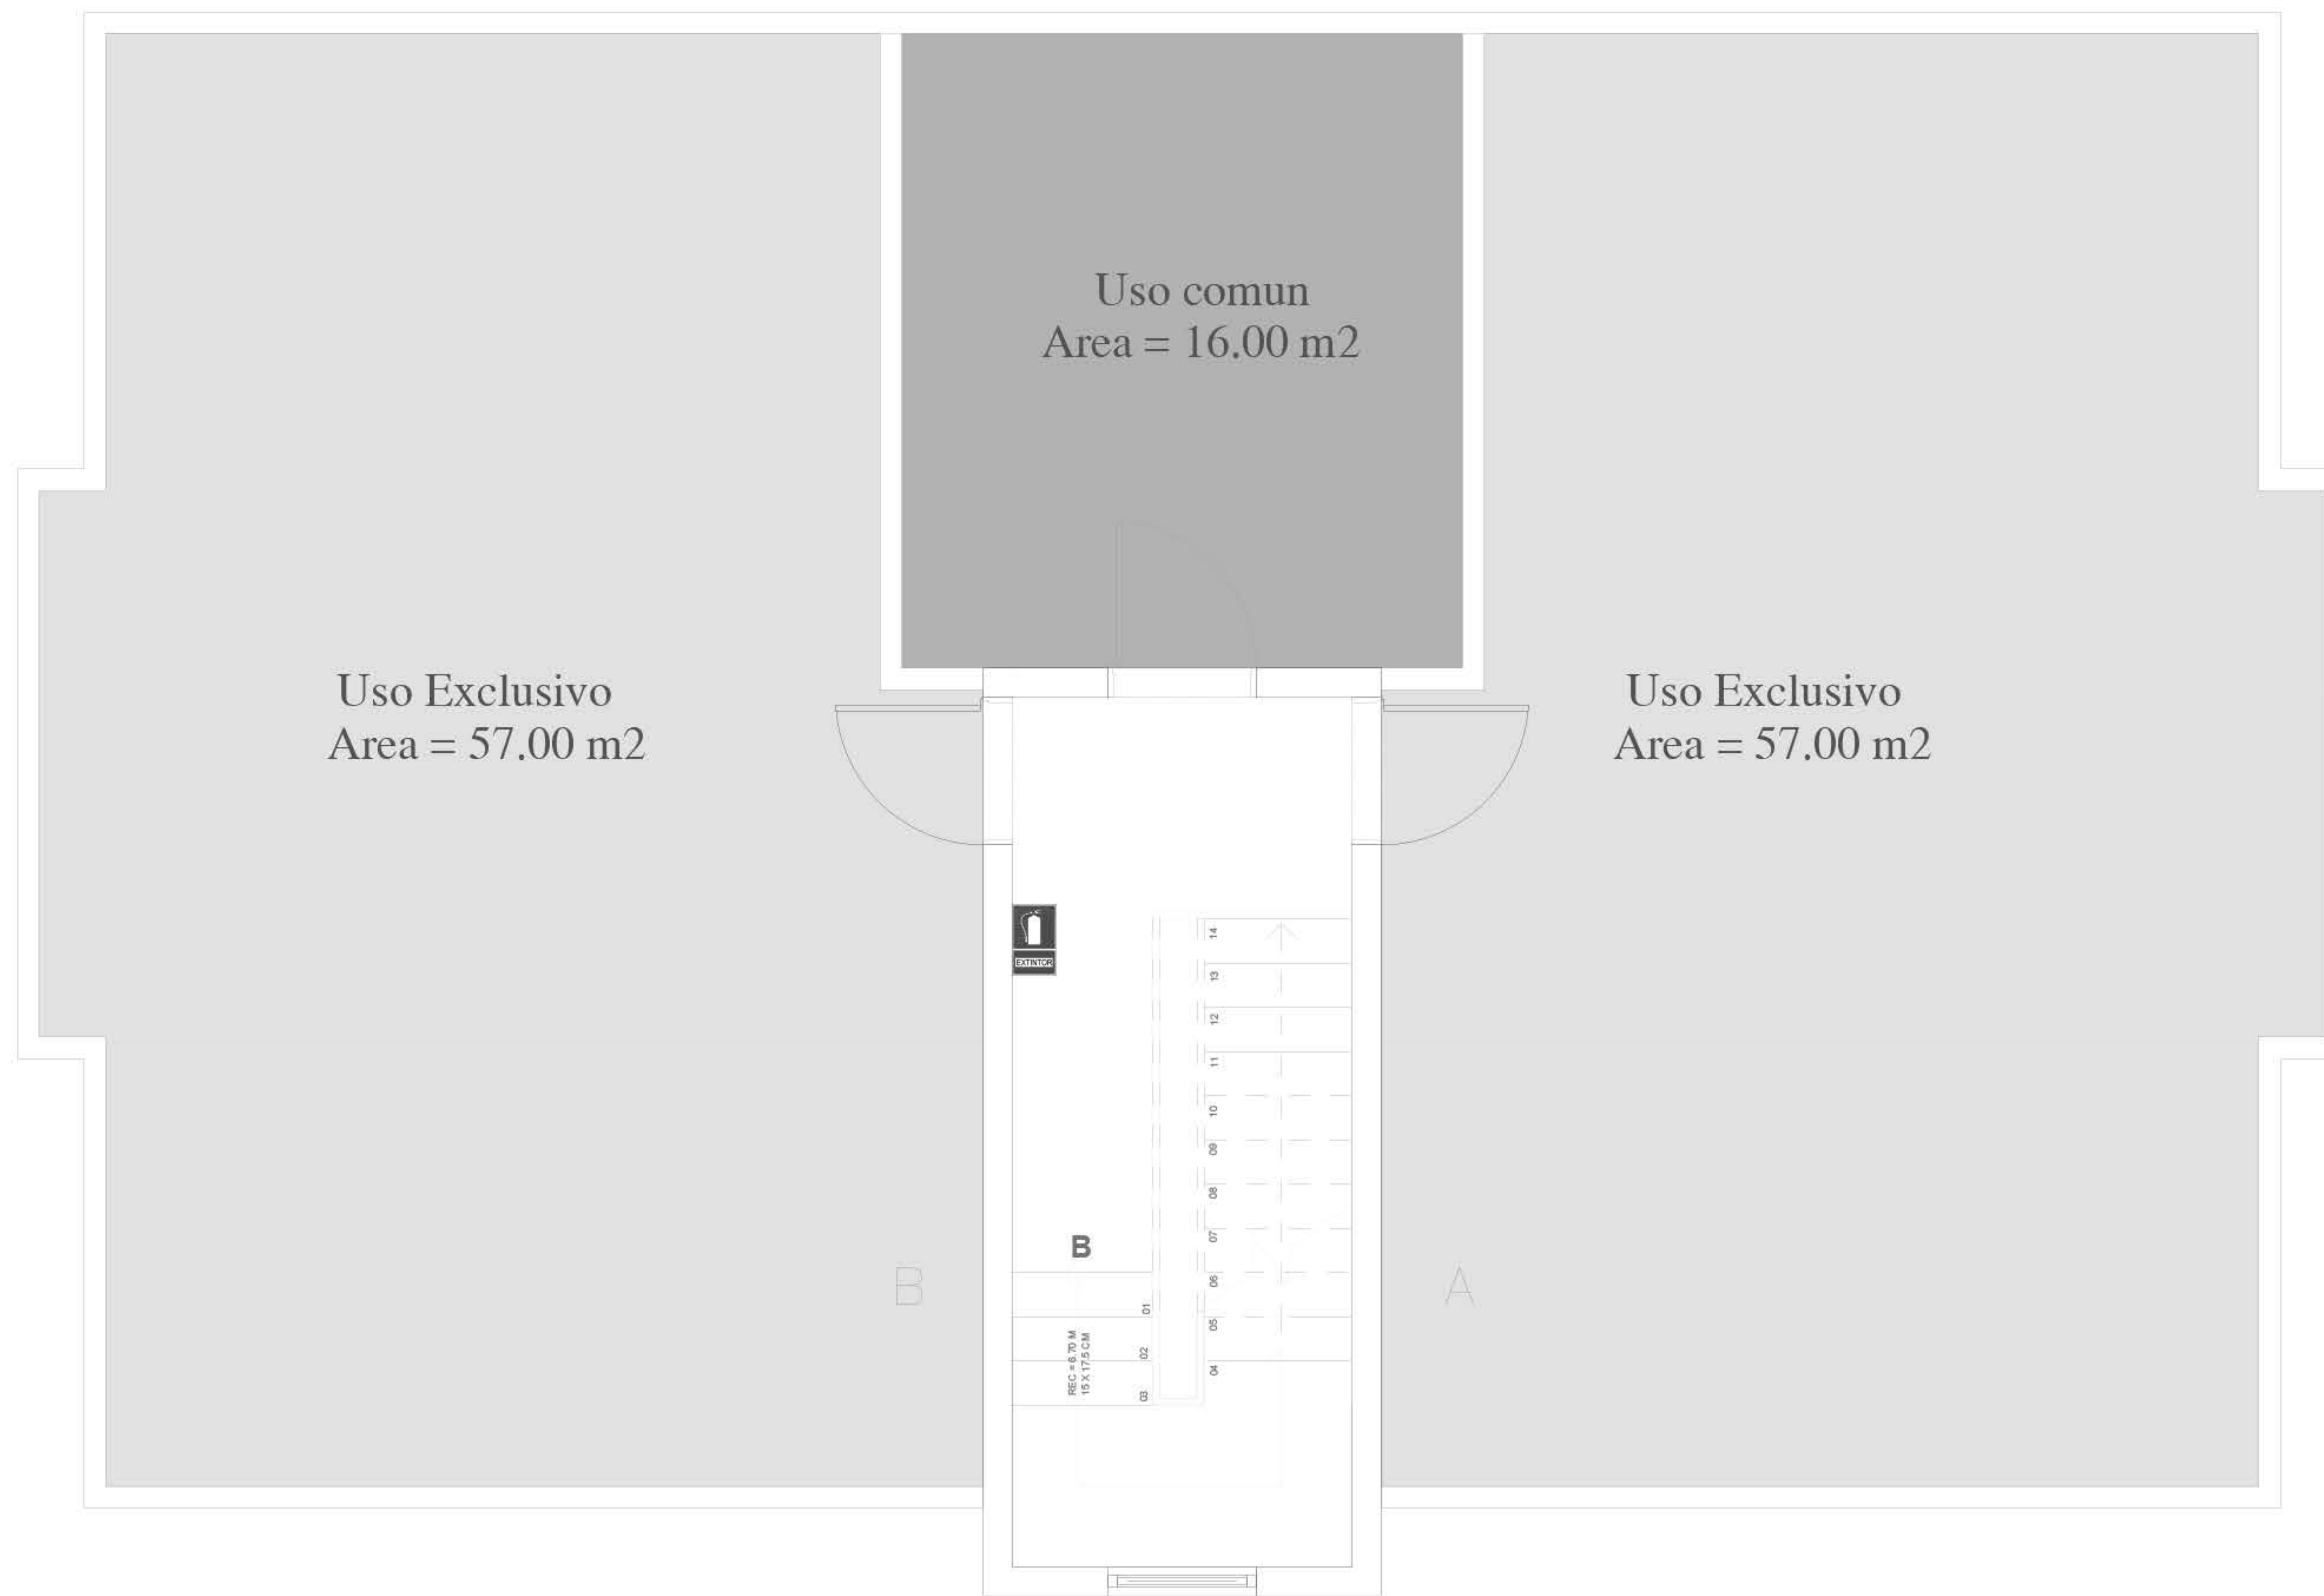 Uso comun
Area = 16.00 m2
Uso Exclusivo
Area = 57.00 m2
Uso Exclusivo
Area = 57.00 m2
EXTINTOR
14
13
12
11
10
09
08
07
06
05
04
B
B
A
01
02
03
REC = 6.70 M
15 X 17.5 CM